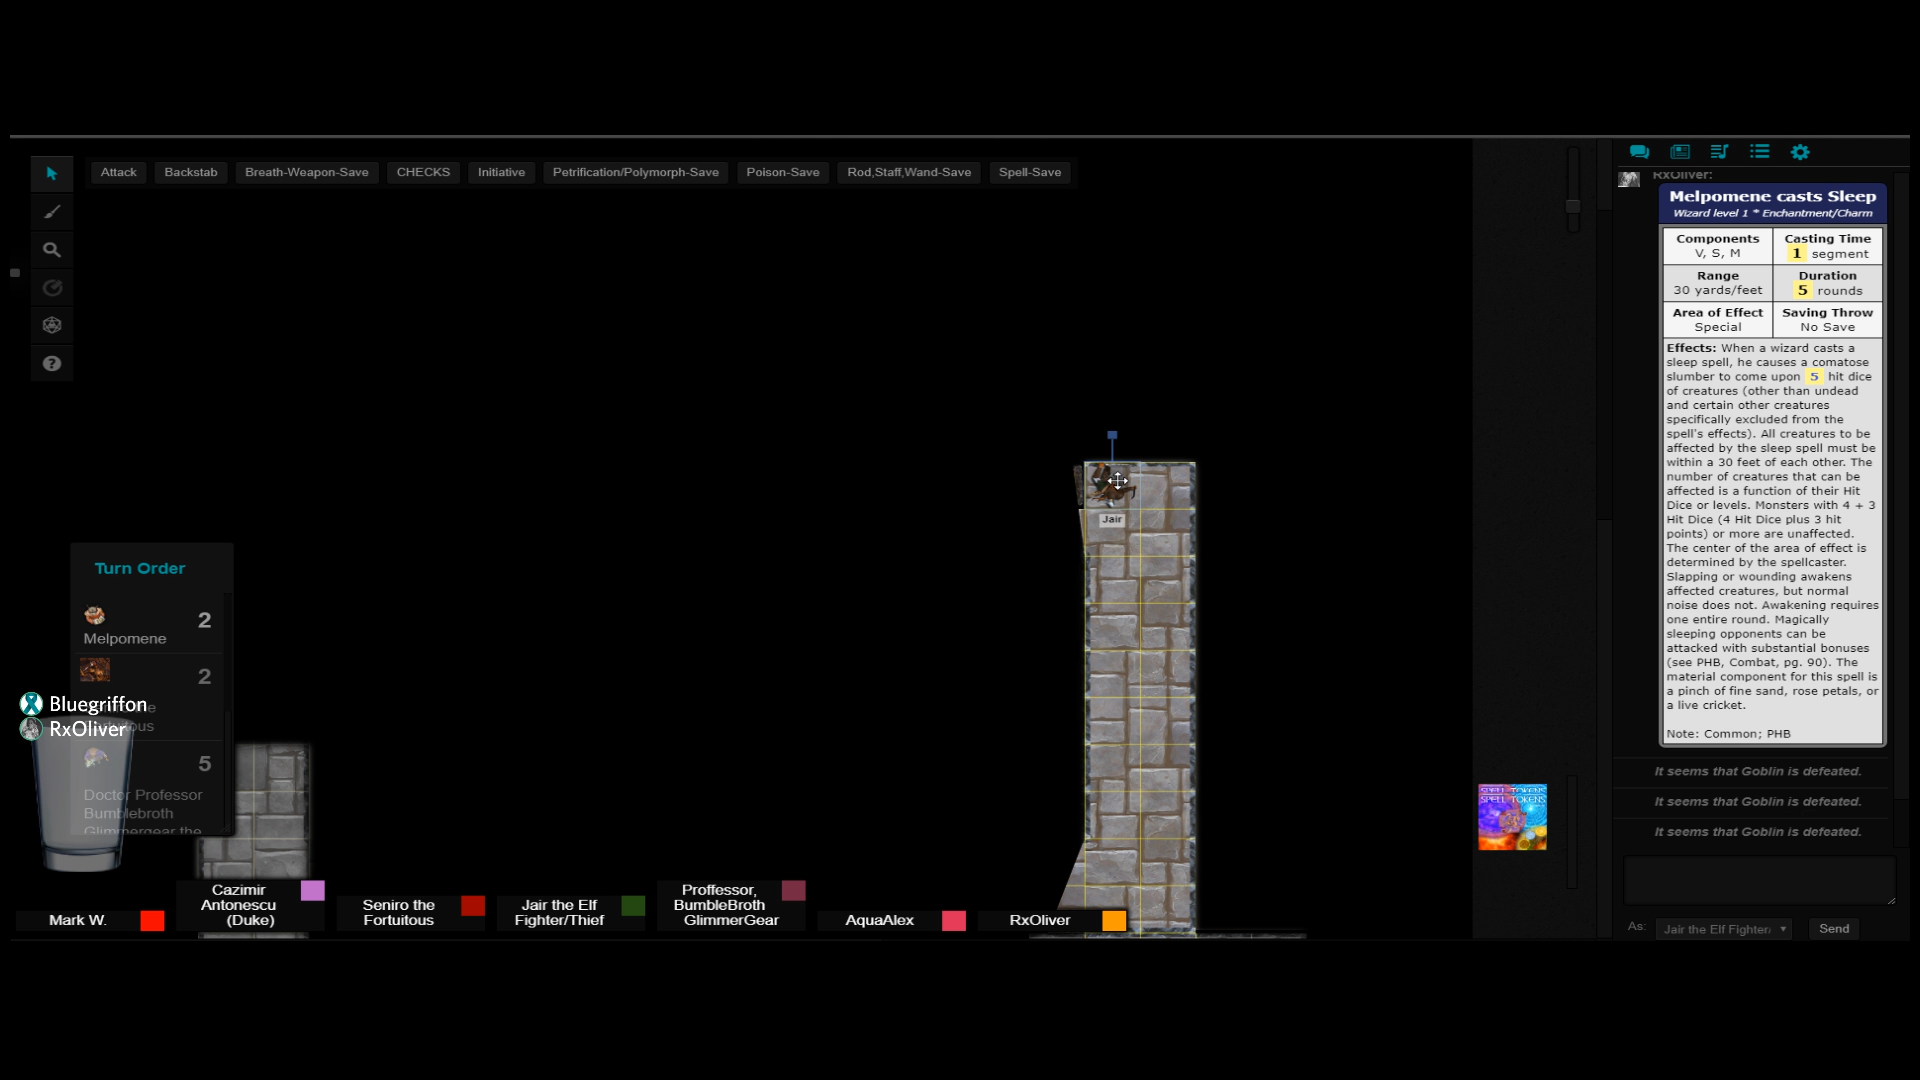 Attack
Backstab
Breath-Weapon-Save
CHECKS
Initiative
Petrification/Polymorph-Save
Poison-Save
Rod,Staff,Wand-Save
Spell-Save
RxOliver:
Melpomene casts Sleep
Wizard level 1 * Enchantment/Charm
Components
V, S, M
Casting Time
1 segment
Range
30 yards/feet
Duration
5 rounds
Area of Effect
Special
Saving Throw
No Save
Effects: When a wizard casts a
sleep spell, he causes a comatose
slumber to come upon 5 hit dice
of creatures (other than undead
and certain other creatures
specifically excluded from the
spell's effects). All creatures to be
affected by the sleep spell must be
within a 30 feet of each other. The
number of creatures that can be
affected is a function of their Hit
Dice or levels. Monsters with 4 + 3
Hit Dice (4 Hit Dice plus 3 hit
points) or more are unaffected.
The center of the area of effect is
determined by the spellcaster.
Slapping or wounding awakens
affected creatures, but normal
noise does not. Awakening requires
one entire round. Magically
sleeping opponents can be
attacked with substantial bonuses
(see PHB, Combat, pg. 90). The
material component for this spell is
a pinch of fine sand, rose petals, or
a live cricket.
Note: Common; PHB
It seems that Goblin is defeated.
It seems that Goblin is defeated.
It seems that Goblin is defeated.
As:
Jair the Elf Fighter/
Send
Jair
SPELL TOKENS
SPELL TOKENS
Turn Order
Melpomene
2
2
the
Bluegriffon
RxOliver
5
Doctor Professor
Bumblebroth
Glimmergear the
Mark W.
Cazimir
Antonescu
(Duke)
Seniro the
Fortuitous
Jair the Elf
Fighter/Thief
Proffessor,
BumbleBroth
GlimmerGear
AquaAlex
RxOliver